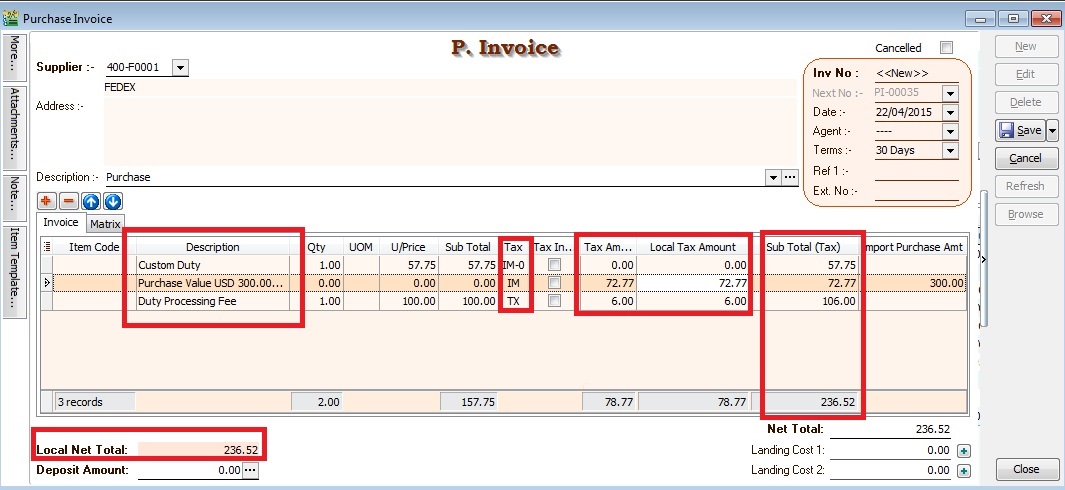 Purchase Invoice
P. Invoice
Cancelled
New
Edit
Delete
Save
Cancel
Refresh
Browse
Close
More...
Attachments...
Note...
Item Template...
Supplier :- 400-F0001
FEDEX
Address :-
Inv No : <<New>>
Next No :- PI-00035
Date :- 22/04/2015
Agent :- ----
Terms :- 30 Days
Ref 1 :-
Ext. No :-
Description :- Purchase
Invoice Matrix
Item Code Description Qty UOM U/Price Sub Total Tax Tax In... Tax Am... Local Tax Amount Sub Total (Tax) Import Purchase Amt
Custom Duty 1.00 57.75 57.75 IM-0 0.00 0.00 57.75
Purchase Value USD 300.00... 0.00 0.00 0.00 IM 72.77 72.77 72.77 300.00
Duty Processing Fee 1.00 100.00 100.00 TX 6.00 6.00 106.00
3 records 2.00 157.75 78.77 78.77 236.52
Local Net Total: 236.52
Deposit Amount: 0.00
Net Total: 236.52
Landing Cost 1: 0.00
Landing Cost 2: 0.00